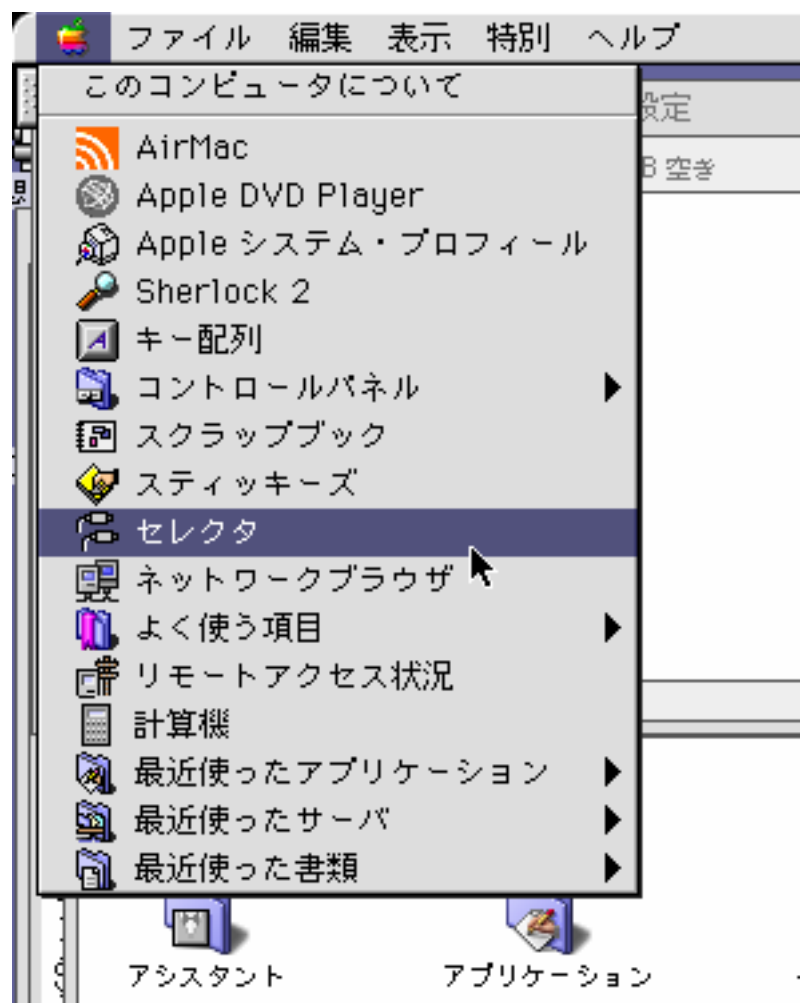 ファイル 編集 表示 特別 ヘルプ
このコンピュータについて
設定
AirMac
B 空き
Apple DVD Player
Apple システム・プロフィール
Sherlock 2
キー配列
コントロールパネル
スクラップブック
スティッキーズ
セレクタ
ネットワークブラウザ
よく使う項目
リモートアクセス状況
計算機
最近使ったアプリケーション
最近使ったサーバ
最近使った書類
アシスタント
アプリケーション